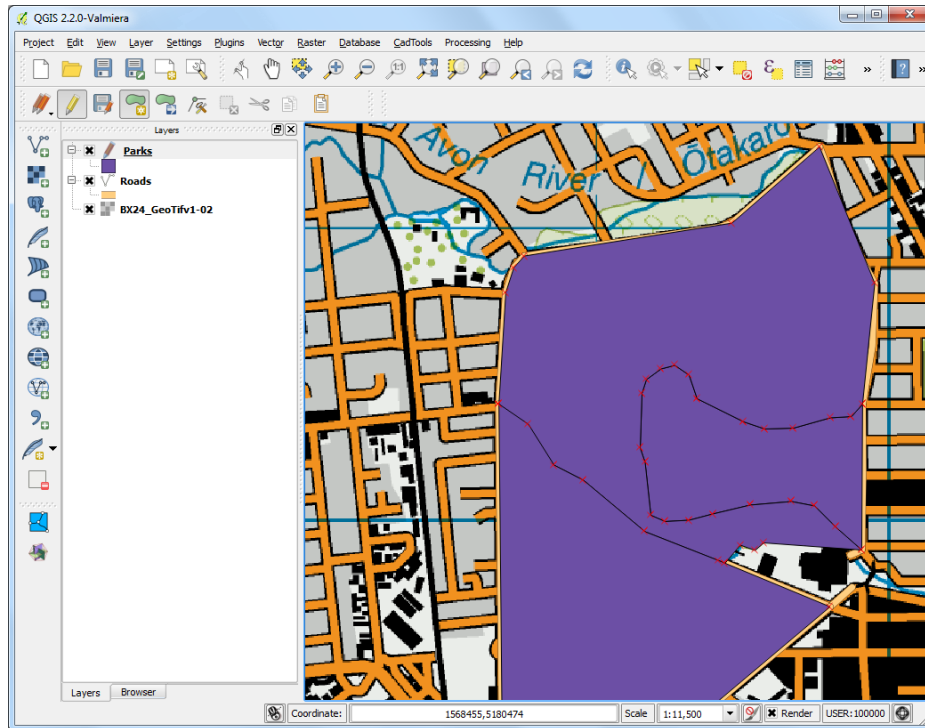 QGIS 2.2.0-Valmiera
Project Edit View Layer Settings Plugins Vector Raster Database CadTools Processing Help
Layers
Parks
Roads
BX24_GeoTifv1-02
Avon River / Ōtakaro
Layers Browser
Coordinate: 1568455,5180474 Scale 1:11,500 Render USER:100000